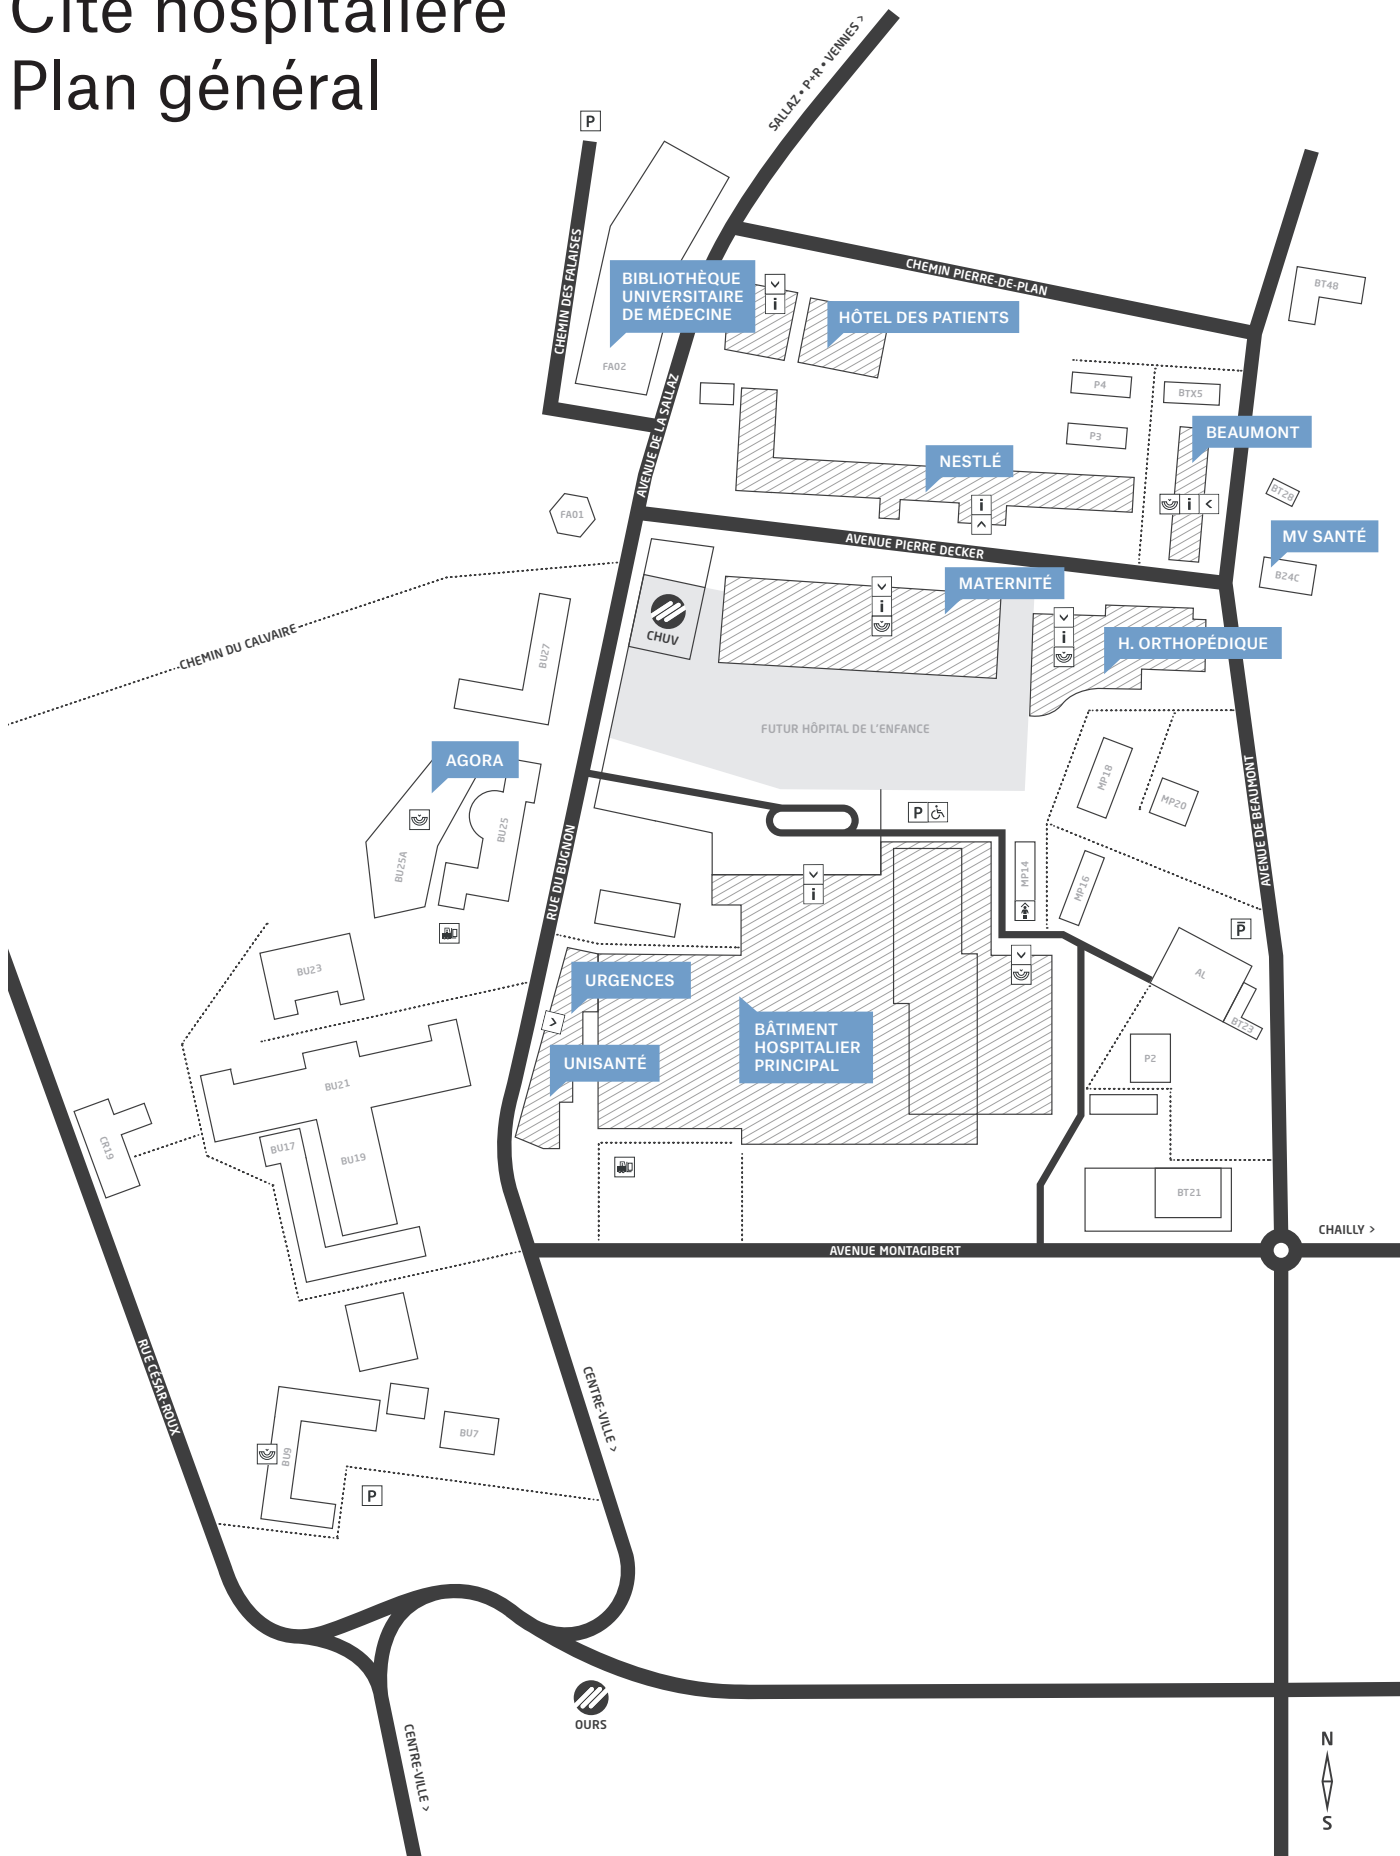 Cité hospitalière
Plan général
SALLAZ • P+R • VENNES >
P
CHEMIN DES FALAISES
BIBLIOTHÈQUE
UNIVERSITAIRE
DE MÉDECINE
i
HÔTEL DES PATIENTS
CHEMIN PIERRE-DE-PLAN
BT48
FA02
AVENUE DE LA SALLAZ
P4
BTX5
P3
BEAUMONT
NESTLÉ
i
i
BT28
FA01
MV SANTÉ
B24C
AVENUE PIERRE DECKER
MATERNITÉ
i
CHUV
i
H. ORTHOPÉDIQUE
CHEMIN DU CALVAIRE
BU27
FUTUR HÔPITAL DE L'ENFANCE
AGORA
BU25A
BU25
MP18
MP20
AVENUE DE BEAUMONT
P
RUE DU BUGNON
i
MP14
MP16
P
BU23
URGENCES
AL
BT23
BÂTIMENT
HOSPITALIER
PRINCIPAL
UNISANTÉ
P2
BU21
CR19
BU17
BU19
BT21
CHAILLY >
AVENUE MONTAGIBERT
RUE CÉSAR-ROUX
CENTRE-VILLE >
BU7
BU9
P
OURS
CENTRE-VILLE >
N
S